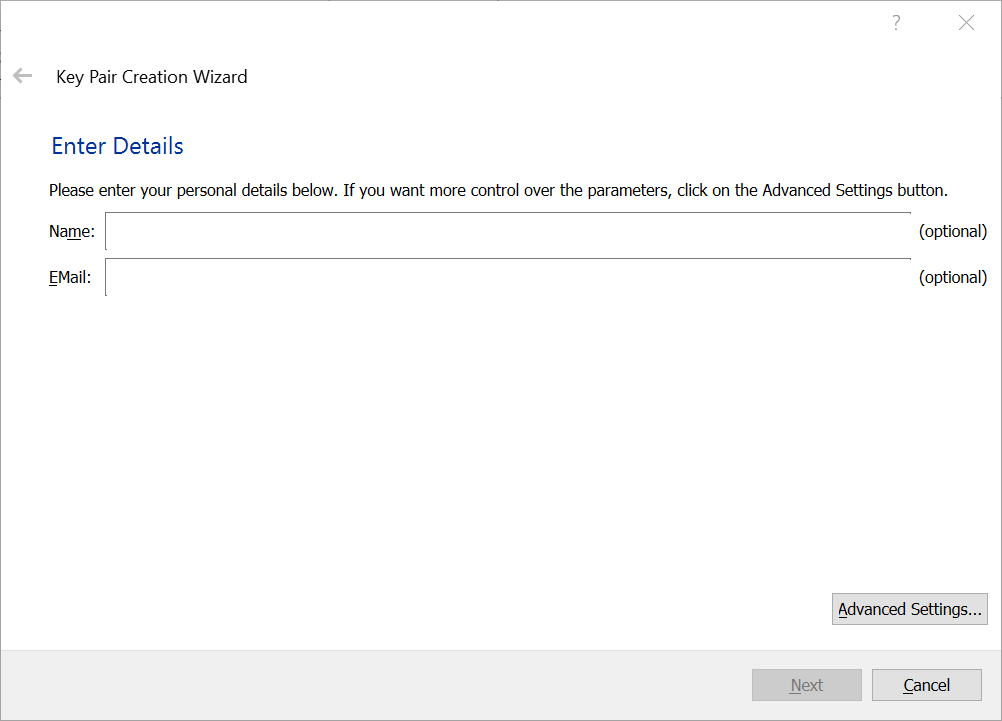 ?
Key Pair Creation Wizard
Enter Details
Please enter your personal details below. If you want more control over the parameters, click on the Advanced Settings button.
Name: (optional)
EMail: (optional)
Advanced Settings...
Next Cancel